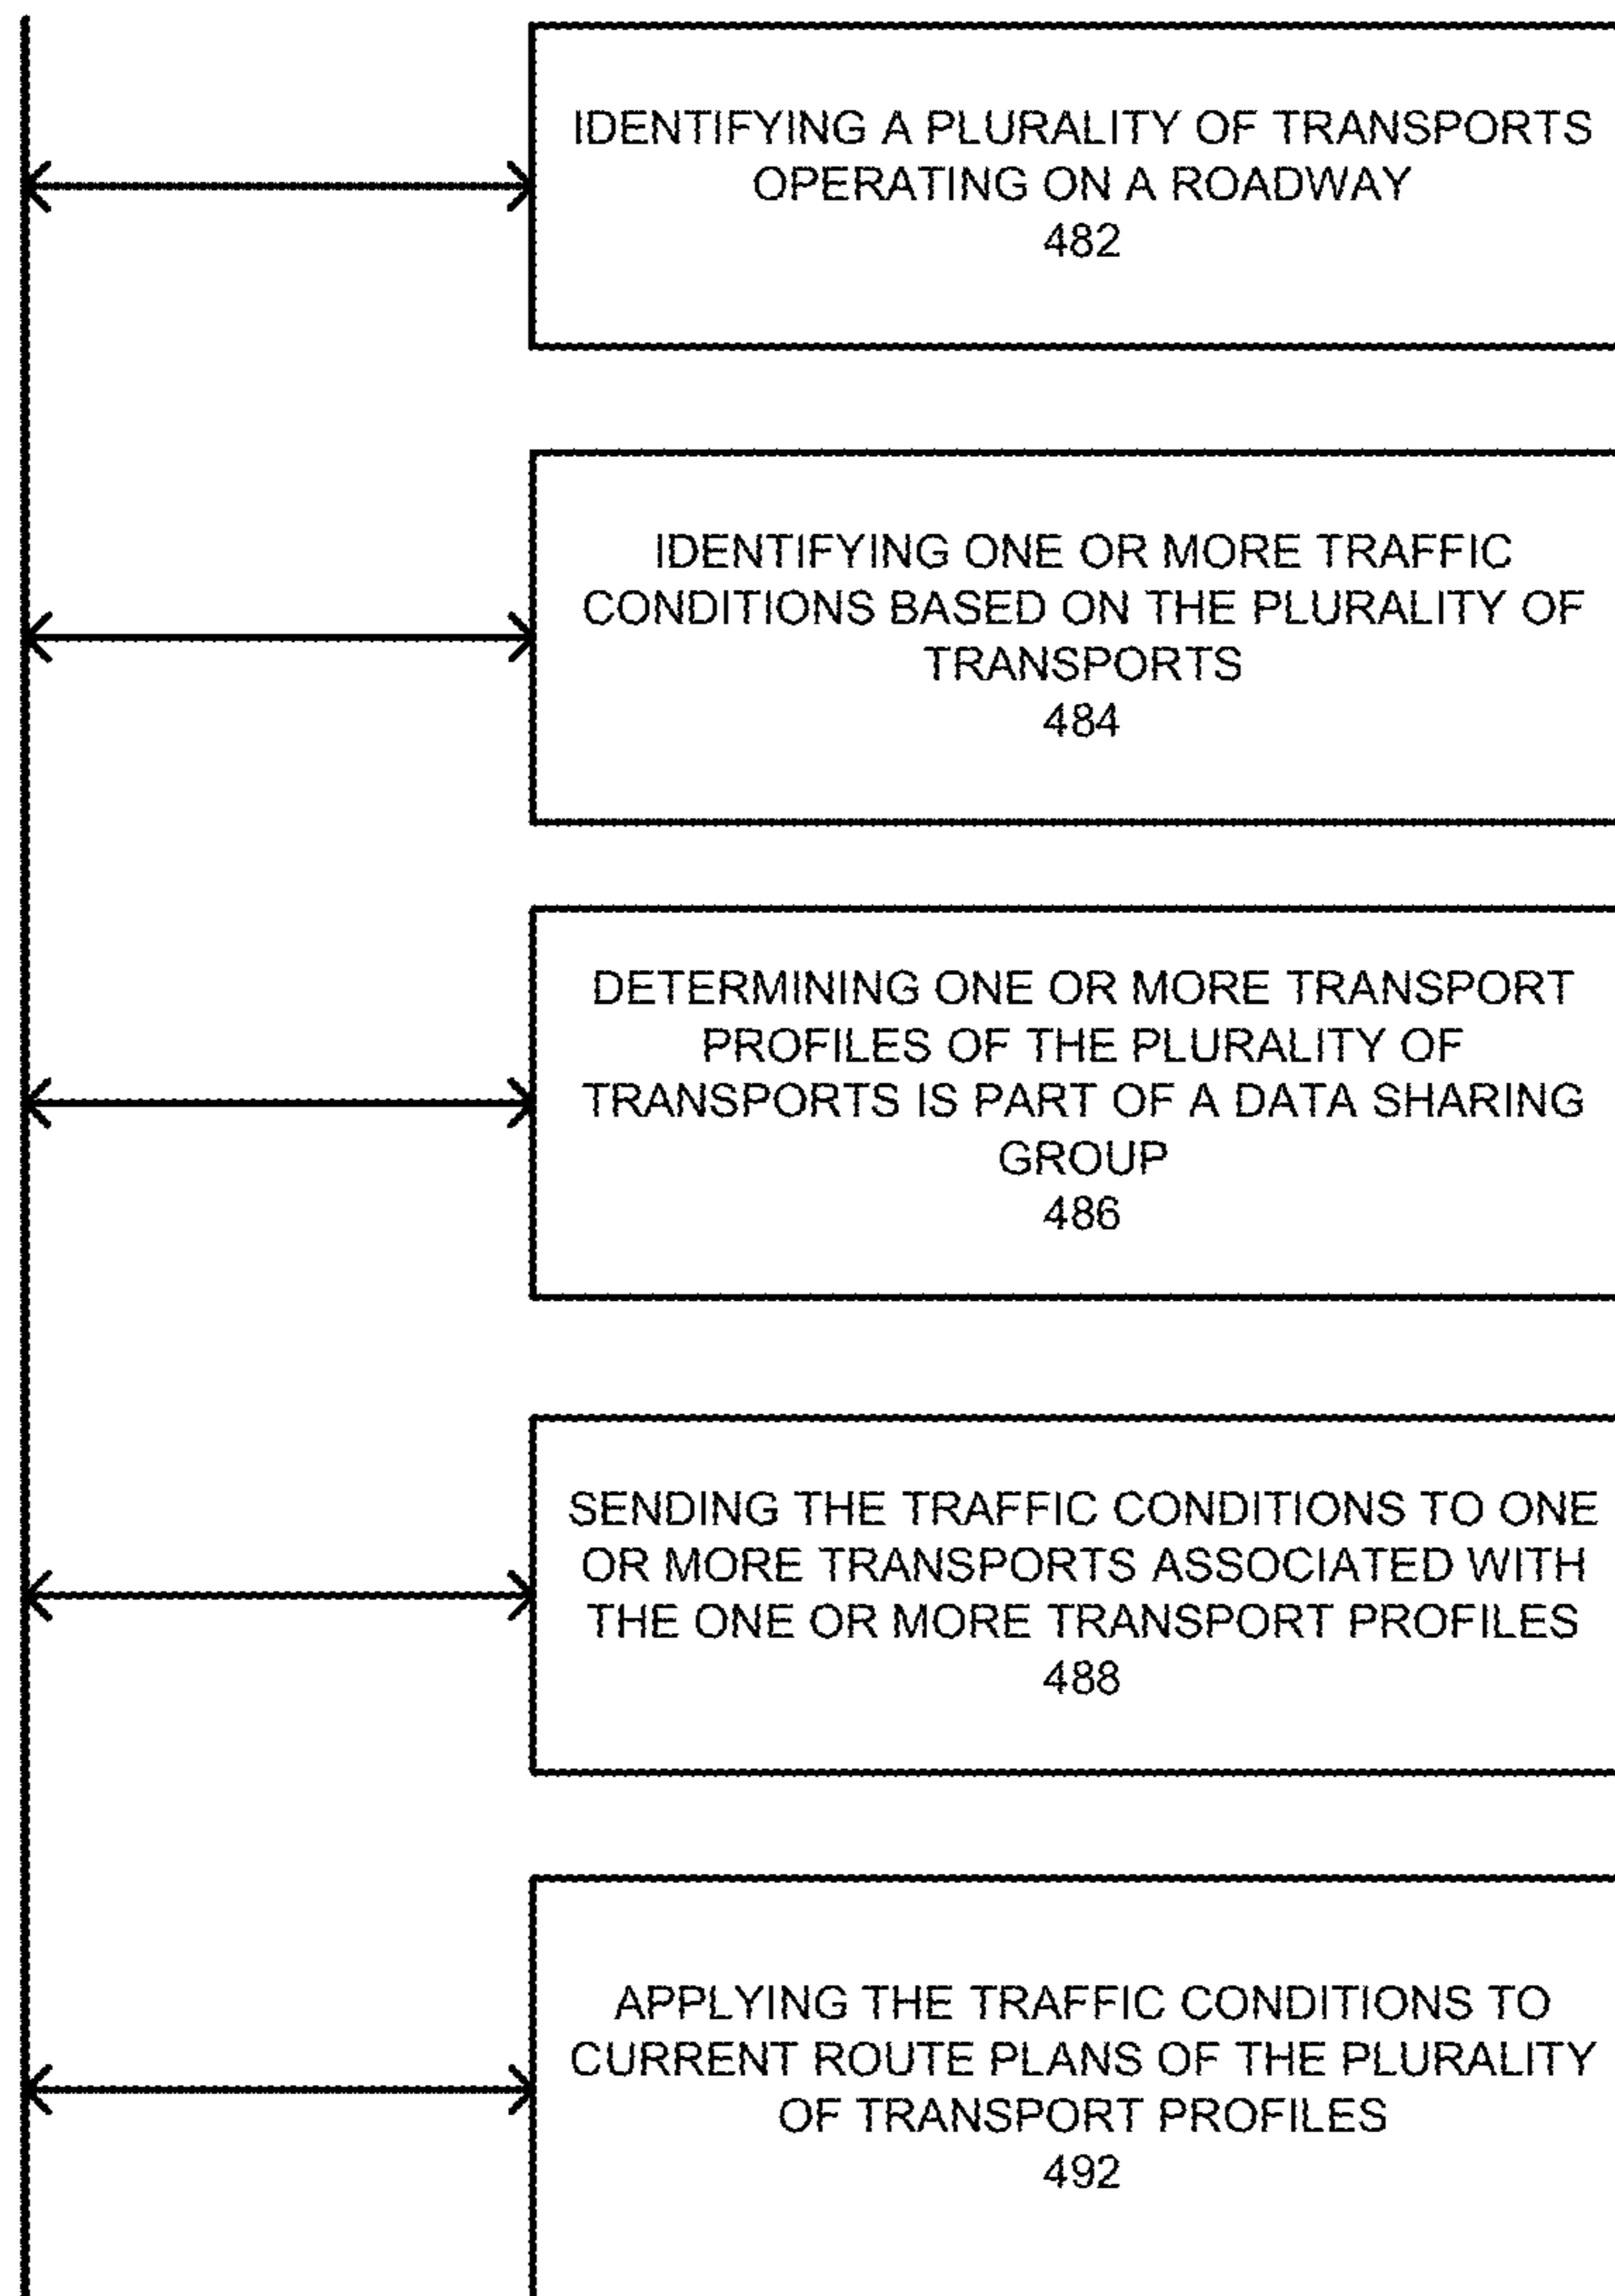 IDENTIFYING A PLURALITY OF TRANSPORTS
OPERATING ON A ROADWAY
482
IDENTIFYING ONE OR MORE TRAFFIC
CONDITIONS BASED ON THE PLURALITY OF
TRANSPORTS
484
DETERMINING ONE OR MORE TRANSPORT
PROFILES OF THE PLURALITY OF
TRANSPORTS IS PART OF A DATA SHARING
GROUP
486
SENDING THE TRAFFIC CONDITIONS TO ONE
OR MORE TRANSPORTS ASSOCIATED WITH
THE ONE OR MORE TRANSPORT PROFILES
488
APPLYING THE TRAFFIC CONDITIONS TO
CURRENT ROUTE PLANS OF THE PLURALITY
OF TRANSPORT PROFILES
492